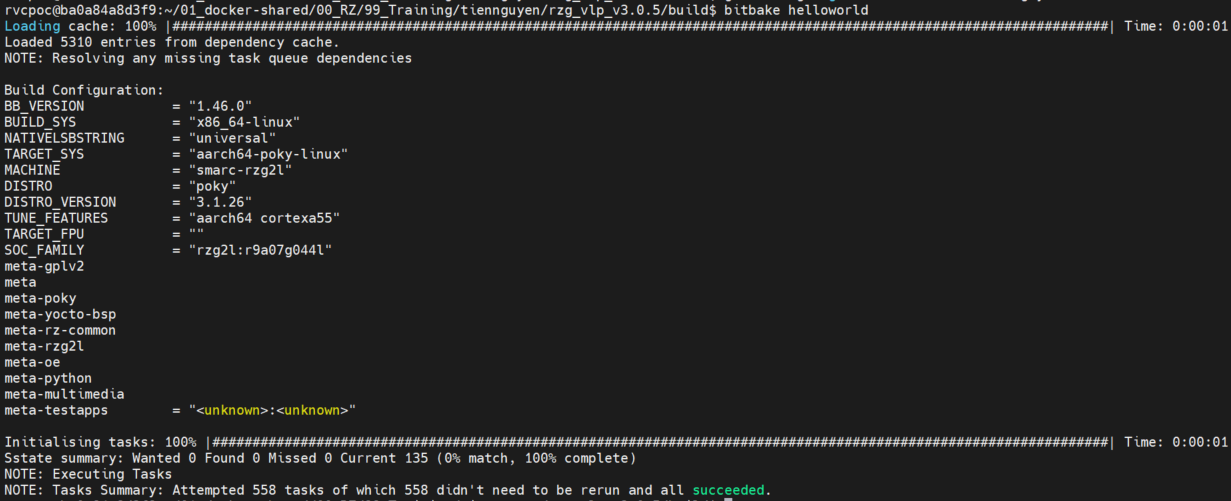 rvcpoc@ba0a84a8d3f9:~/01_docker-shared/00_RZ/99_Training/tiennguyen/rzg_vlp_v3.0.5/build$ bitbake helloworld
Loading cache: 100% |#####################################################################################################################| Time: 0:00:01
Loaded 5310 entries from dependency cache.
NOTE: Resolving any missing task queue dependencies
Build Configuration:
BB_VERSION           = "1.46.0"
BUILD_SYS            = "x86_64-linux"
NATIVELSBSTRING      = "universal"
TARGET_SYS           = "aarch64-poky-linux"
MACHINE              = "smarc-rzg2l"
DISTRO               = "poky"
DISTRO_VERSION       = "3.1.26"
TUNE_FEATURES        = "aarch64 cortexa55"
TARGET_FPU           = ""
SOC_FAMILY           = "rzg2l:r9a07g044l"
meta-gplv2
meta
meta-poky
meta-yocto-bsp
meta-rz-common
meta-rzg2l
meta-oe
meta-python
meta-multimedia
meta-testapps        = "<unknown>:<unknown>"
Initialising tasks: 100% |################################################################################################################| Time: 0:00:01
Sstate summary: Wanted 0 Found 0 Missed 0 Current 135 (0% match, 100% complete)
NOTE: Executing Tasks
NOTE: Tasks Summary: Attempted 558 tasks of which 558 didn't need to be rerun and all succeeded.